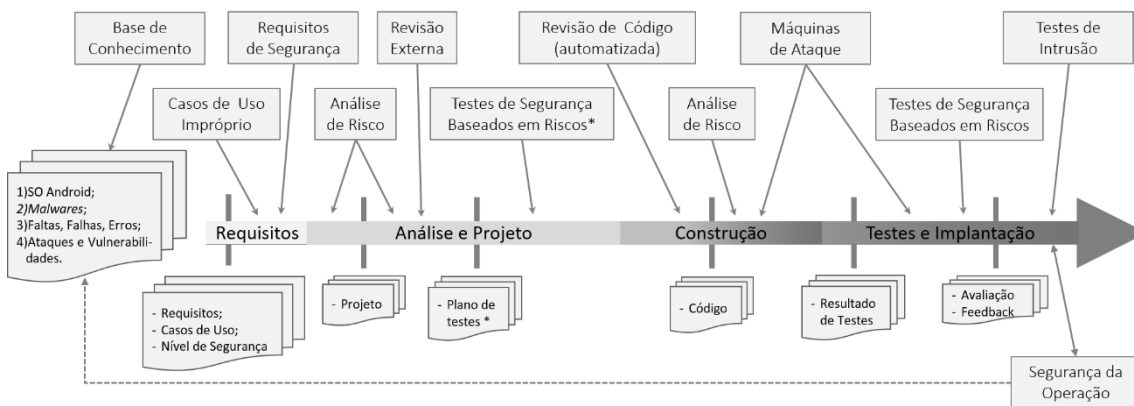 Base de
Conhecimento
Requisitos
de Segurança
Revisão
Externa
Revisão de Código
(automatizada)
Máquinas
de Ataque
Testes de
Intrusão
Casos de Uso
Impróprio
Análise
de Risco
Testes de Segurança
Baseados em Riscos*
Análise
de Risco
Testes de Segurança
Baseados em Riscos
1)SO Android;
2)Malwares;
3)Faltas, Falhas, Erros;
4)Ataques e Vulnerabili-
dades.
Requisitos
Análise e Projeto
Construção
Testes e Implantação
- Requisitos;
- Casos de Uso;
- Nível de Segurança
- Projeto
- Plano de
testes *
- Código
- Resultado
de Testes
- Avaliação
- Feedback
Segurança da
Operação